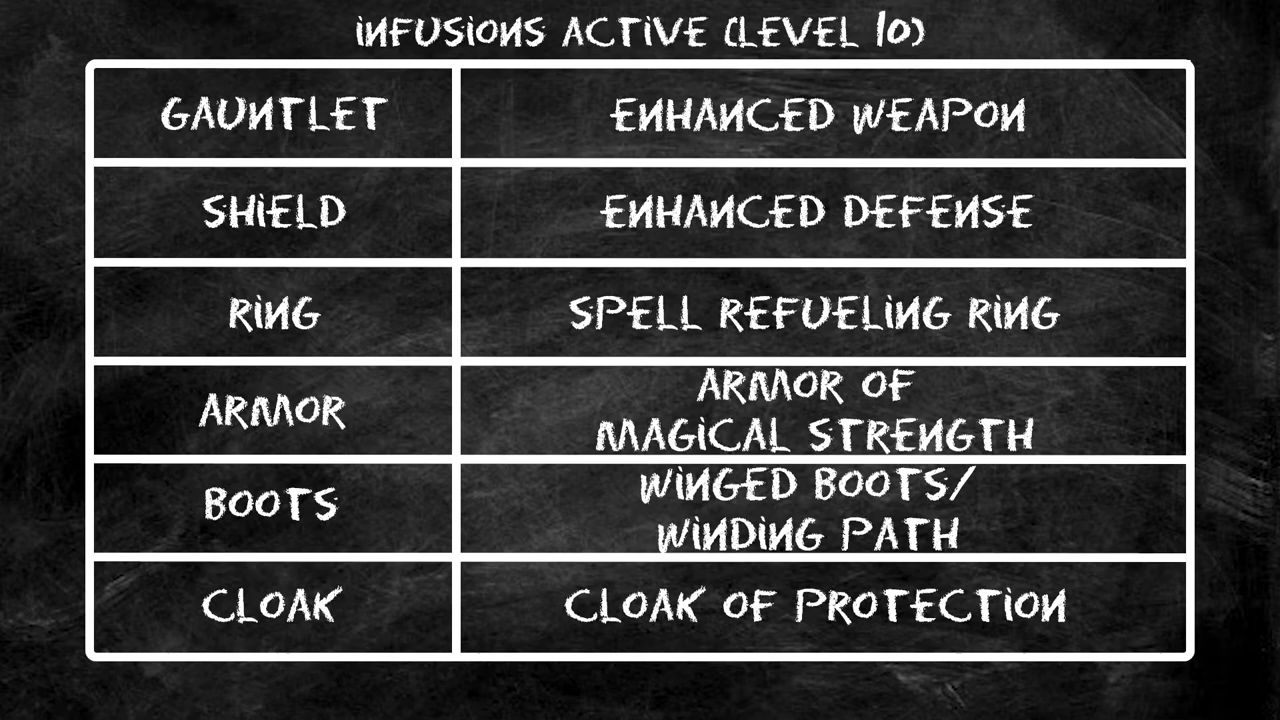 INFUSIONS ACTIVE (LEVEL 10)
GAUNTLET
ENHANCED WEAPON
SHIELD
ENHANCED DEFENSE
RING
SPELL REFUELING RING
ARMOR
ARMOR OF
MAGICAL STRENGTH
BOOTS
WINGED BOOTS/
WINDING PATH
CLOAK
CLOAK OF PROTECTION